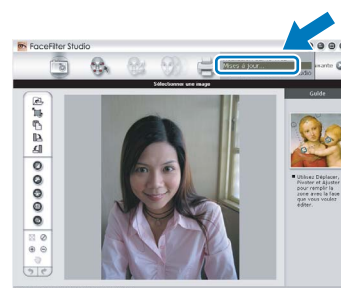 FaceFilter Studio
Mises à jour...
Sélectionner une image
Guide
Utilisez Déplacer,
Pivoter et Ajuster
pour remplir la
zone avec la face
que vous voulez
éditer.